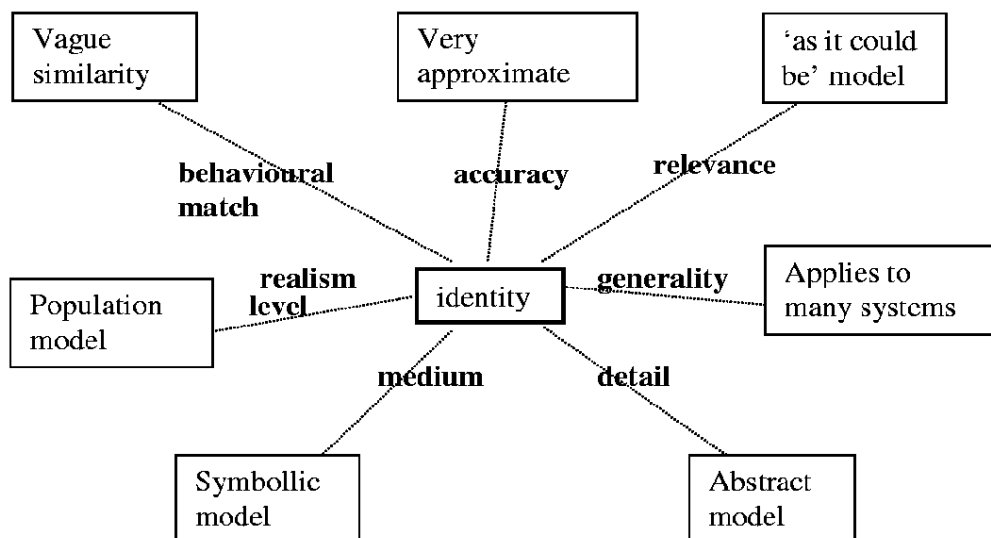 Vague
similarity
Very
approximate
‘as it could
be’ model
behavioural
match
accuracy
relevance
realism
level
identity
generality
Population
model
Applies to
many systems
medium
detail
Symbollic
model
Abstract
model